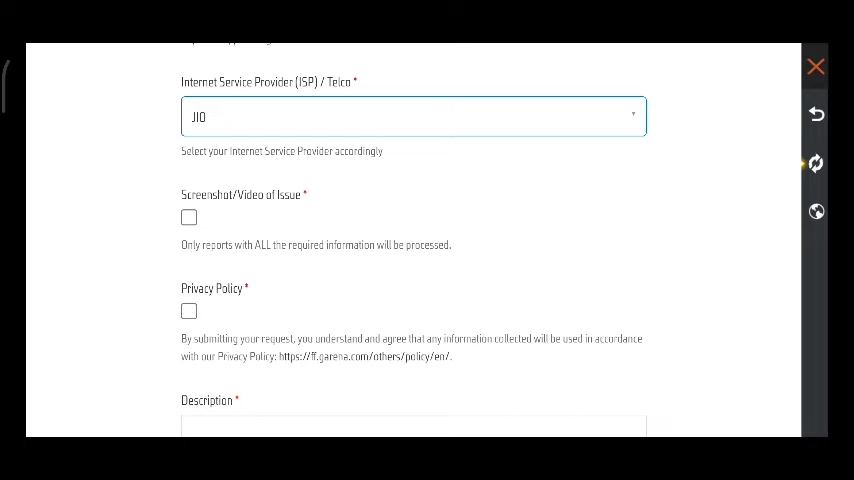 Internet Service Provider (ISP) / Telco *
JIO
Select your Internet Service Provider accordingly
Screenshot/Video of Issue *
Only reports with ALL the required information will be processed.
Privacy Policy *
By submitting your request, you understand and agree that any information collected will be used in accordance
with our Privacy Policy: https://ff.garena.com/others/policy/en/.
Description *